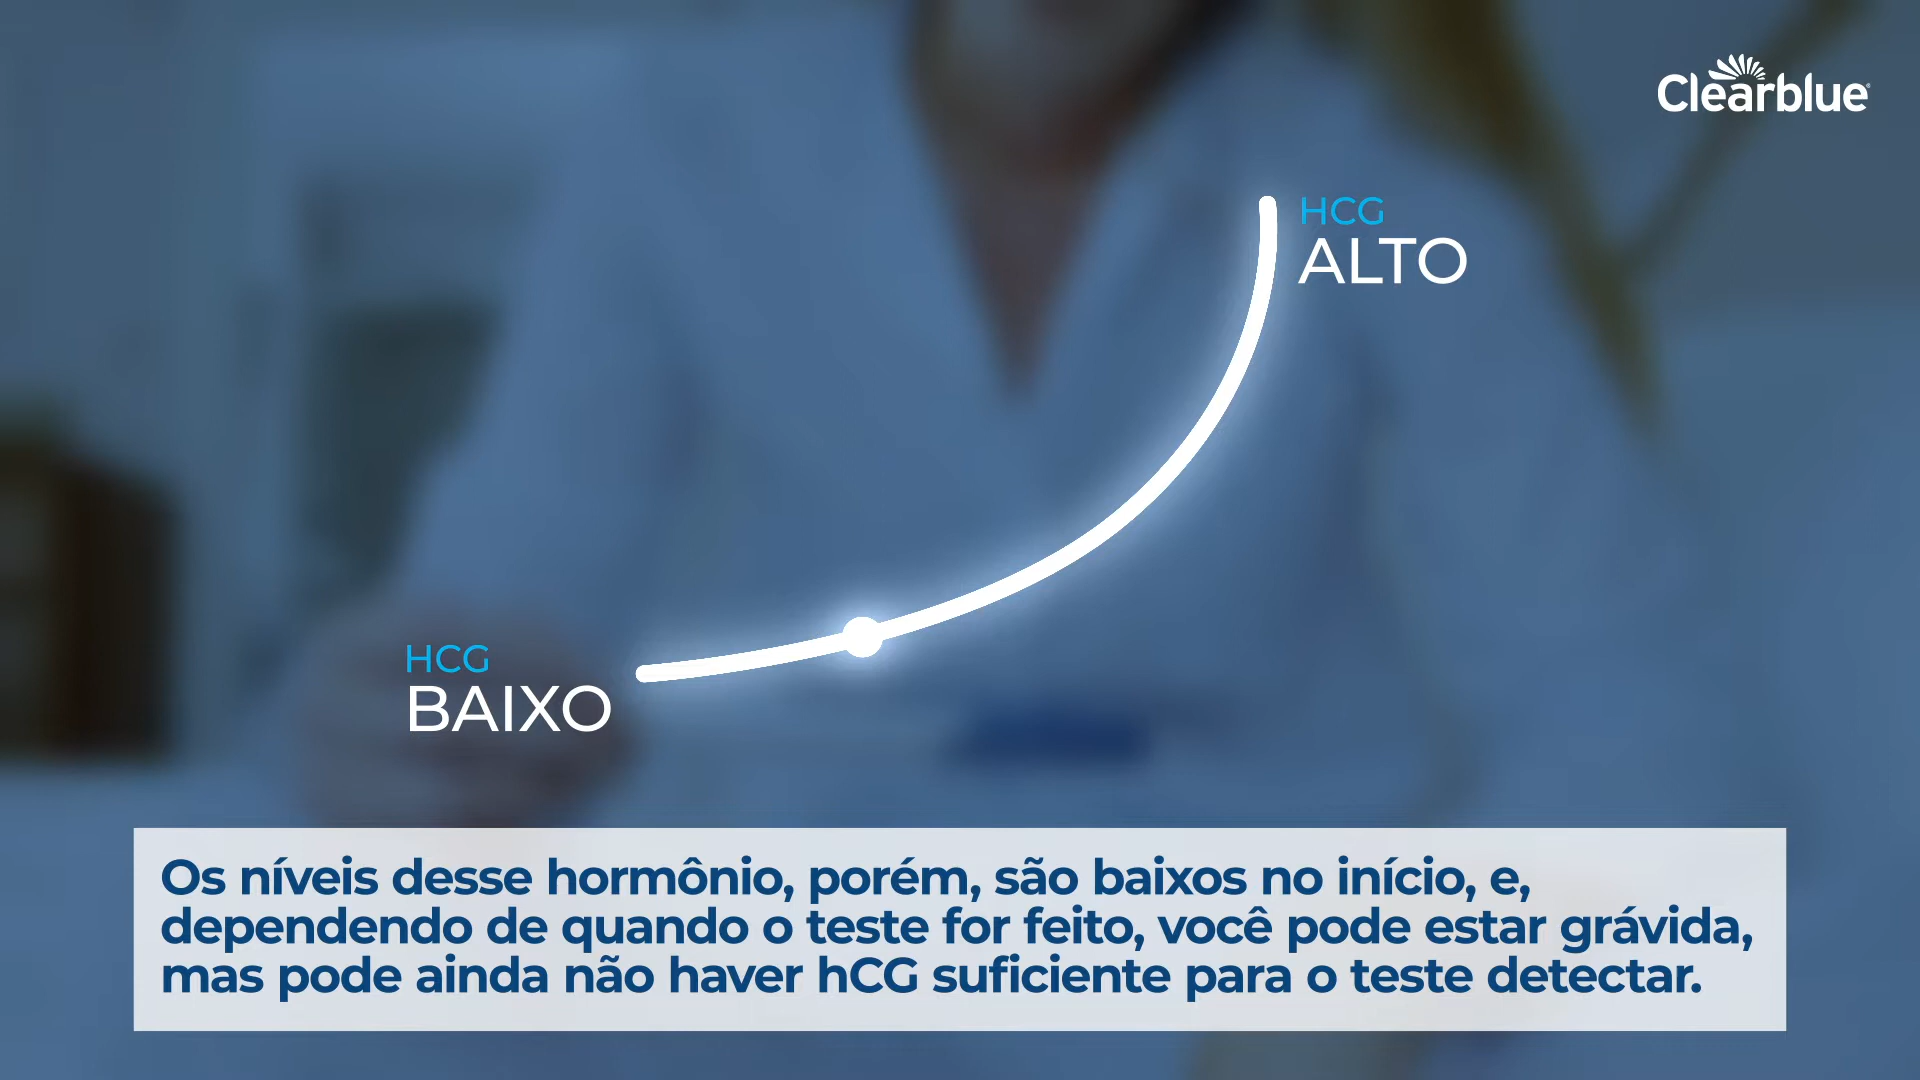 Clearblue
HCG
ALTO
HCG
BAIXO
Os níveis desse hormônio, porém, são baixos no início, e,
dependendo de quando o teste for feito, você pode estar grávida,
mas pode ainda não haver hCG suficiente para o teste detectar.